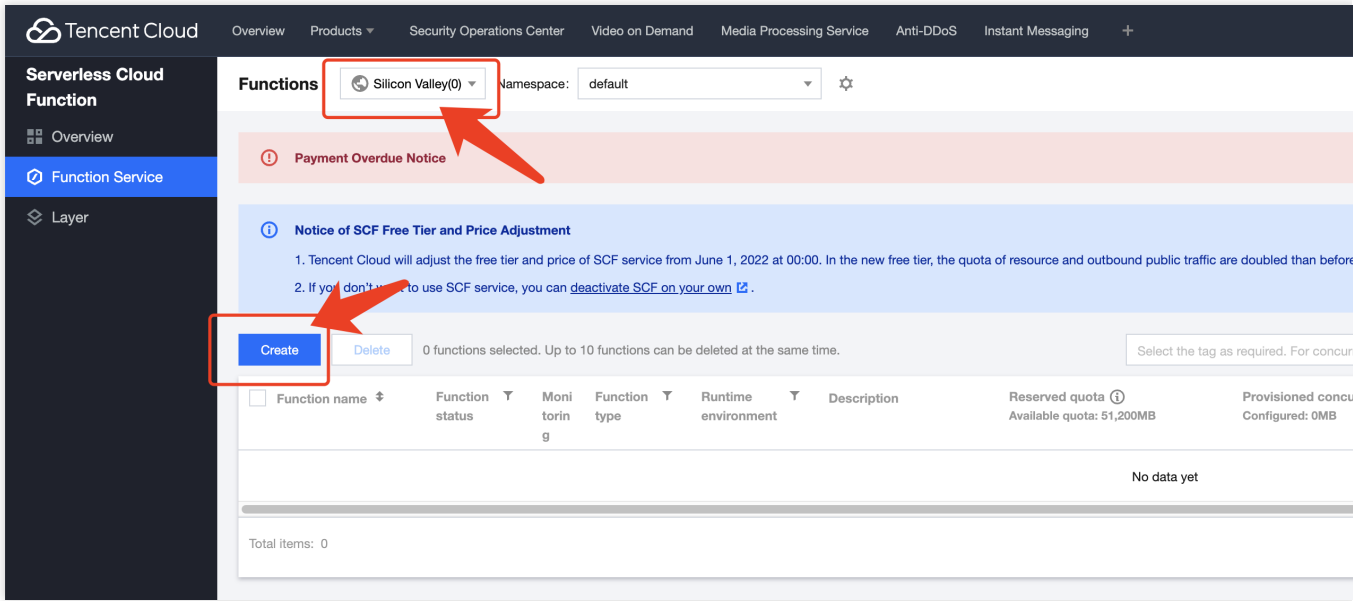 Tencent Cloud
Overview
Products
Security Operations Center
Video on Demand
Media Processing Service
Anti-DDoS
Instant Messaging
Serverless Cloud
Function
Overview
Function Service
Layer
Functions
Silicon Valley(0)
Namespace:
default
Payment Overdue Notice
Notice of SCF Free Tier and Price Adjustment
1. Tencent Cloud will adjust the free tier and price of SCF service from June 1, 2022 at 00:00. In the new free tier, the quota of resource and outbound public traffic are doubled than before
2. If you don't want to use SCF service, you can deactivate SCF on your own .
Create
Delete
0 functions selected. Up to 10 functions can be deleted at the same time.
Select the tag as required. For concur
Function name
Function
status
Moni
torin
g
Function
type
Runtime
environment
Description
Reserved quota
Available quota: 51,200MB
Provisioned concu
Configured: 0MB
No data yet
Total items: 0